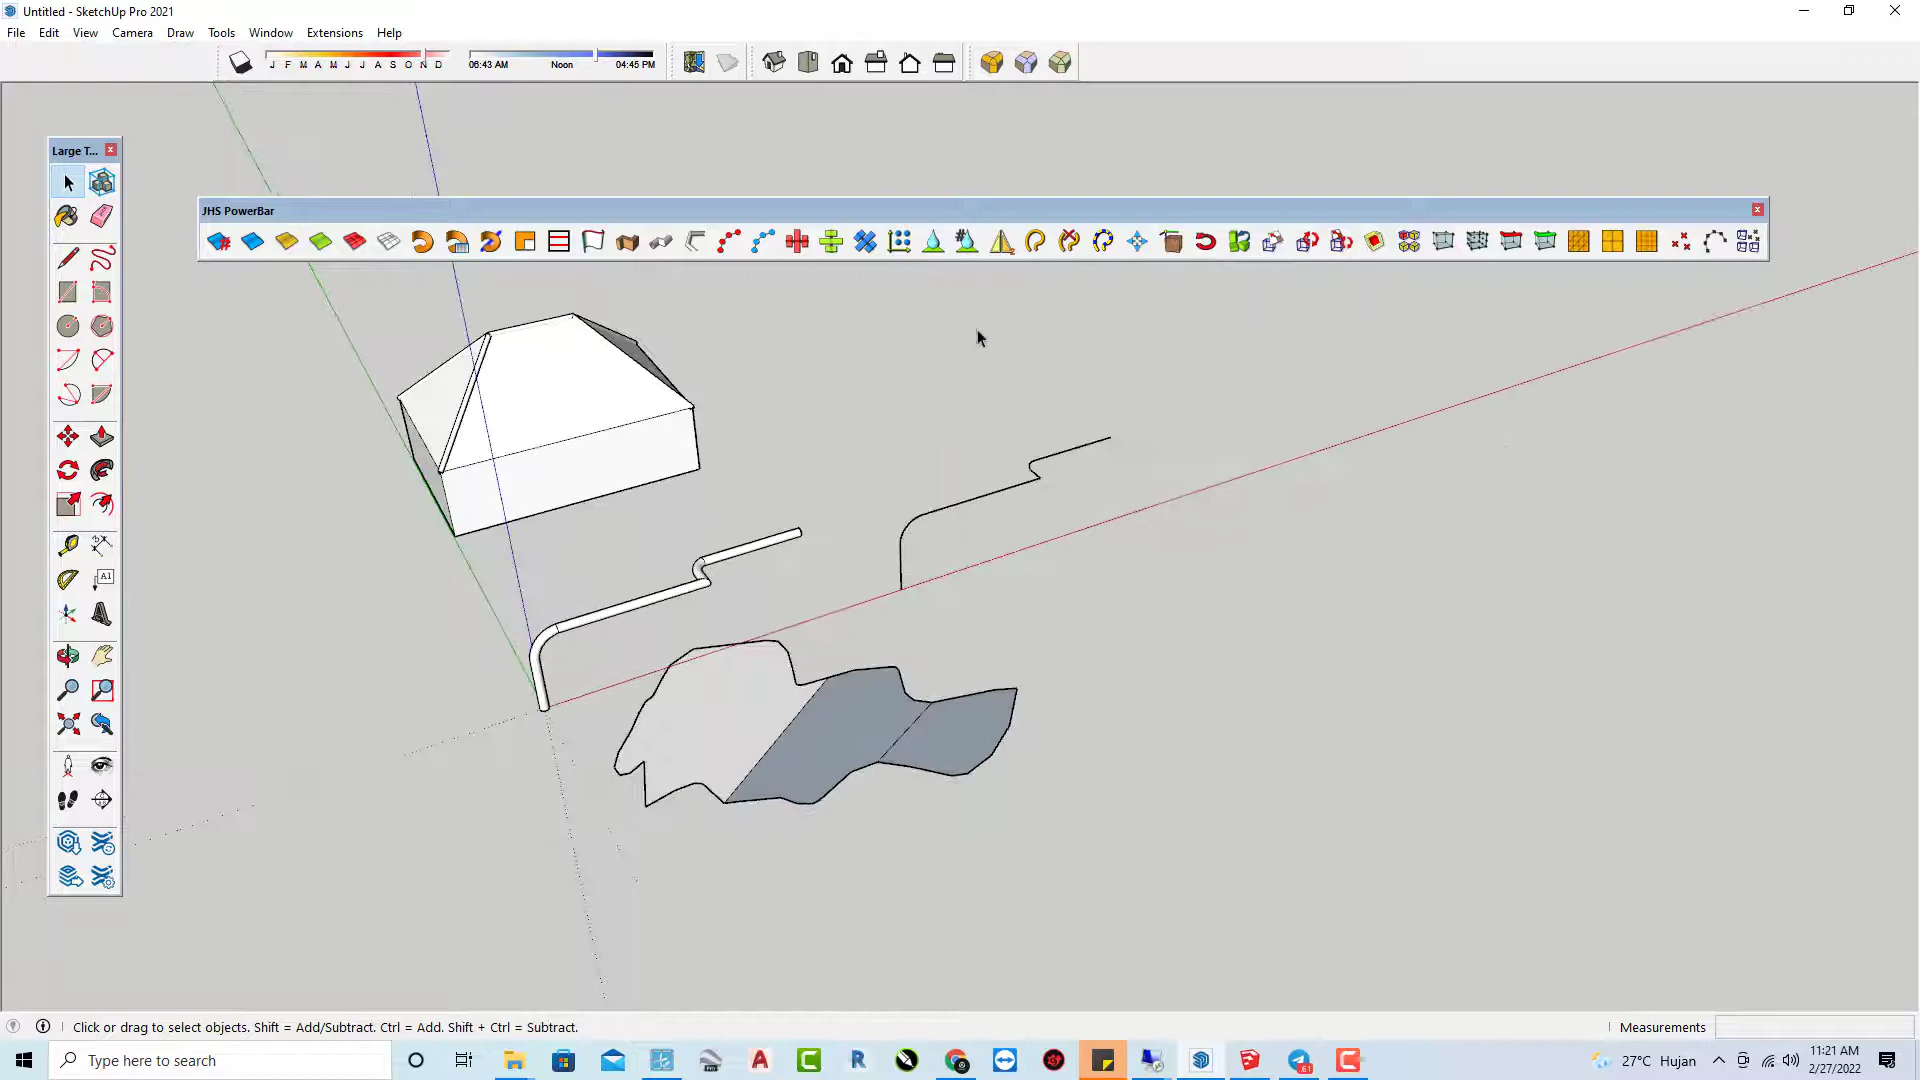 Untitled - SketchUp Pro 2021
File Edit View Camera Draw Tools Window Extensions Help
J F M A M J J A S O N D
06:43 AM Noon 04:45 PM
Large T...
JHS PowerBar
A1
Click or drag to select objects. Shift = Add/Subtract. Ctrl = Add. Shift + Ctrl = Subtract.
Measurements
Type here to search
27°C Hujan
11:21 AM
2/27/2022